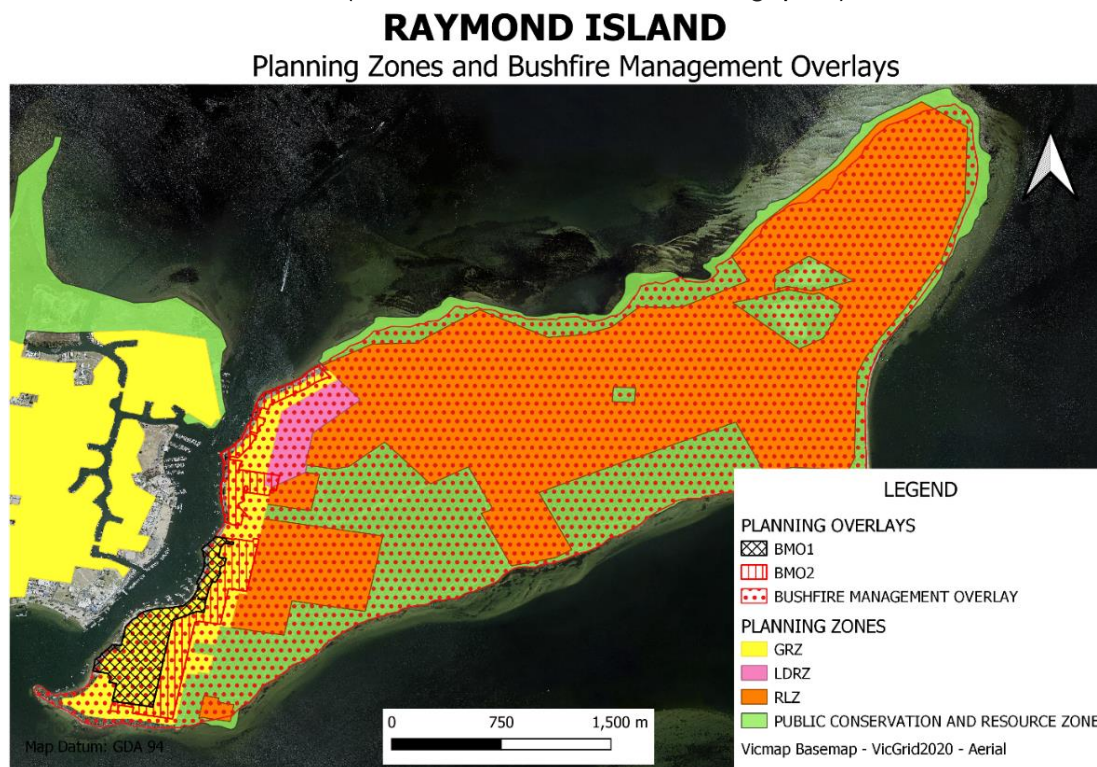 RAYMOND ISLAND
Planning Zones and Bushfire Management Overlays
LEGEND
PLANNING OVERLAYS
BMO1
BMO2
BUSHFIRE MANAGEMENT OVERLAY
PLANNING ZONES
GRZ
LDRZ
RLZ
PUBLIC CONSERVATION AND RESOURCE ZONE
0 750 1,500 m
Map Datum: GDA 94
Vicmap Basemap - VicGrid2020 - Aerial